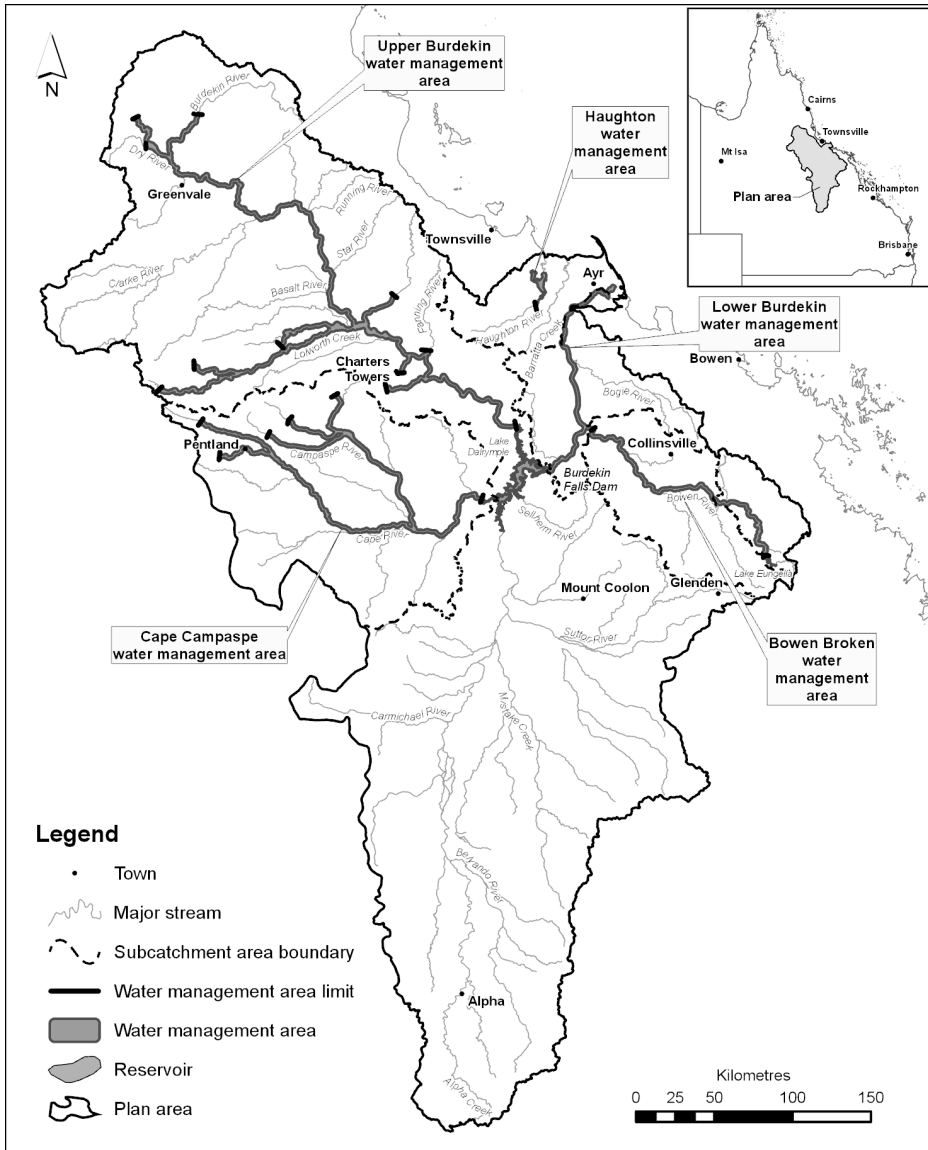 N
Upper Burdekin
water management
area
Haughton
water
management
area
Cairns
Townsville
Mt Isa
Plan area
Rockhampton
Brisbane
Burdekin River
Dry River
Greenvale
Running River
Star River
Townsville
Clarke River
Basalt River
Fanning River
Ayr
Haughton River
Barratta Creek
Lower Burdekin
water management
area
Lolworth Creek
Charters
Towers
Bowen
Bogie River
Pentland
Campaspe River
Lake
Dalrymple
Collinsville
Burdekin
Falls Dam
Bowen River
Sellheim River
Cape River
Lake Eungella
Mount Coolon
Glenden
Cape Campaspe
water management area
Suttor River
Bowen Broken
water
management
area
Carmichael River
Mistake Creek
Belyando River
Alpha
Alpha Creek
Legend
Town
Major stream
Subcatchment area boundary
Water management area limit
Water management area
Reservoir
Plan area
Kilometres
0 25 50 100 150